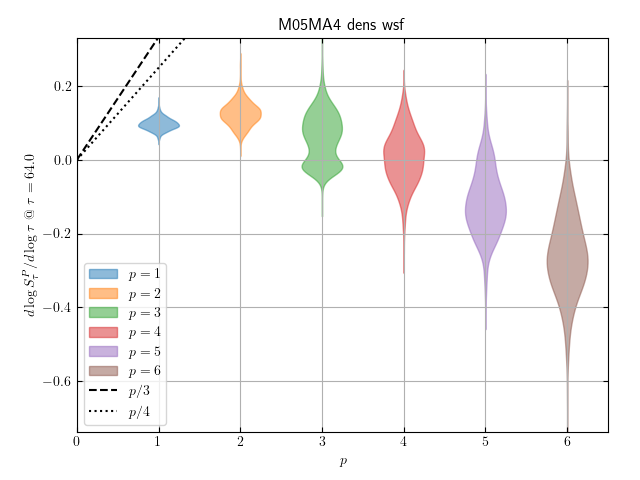 M05MA4 dens wsf
d log S_τ^P / d log τ @ τ = 64.0
0.2
0.0
−0.2
−0.4
−0.6
p = 1
p = 2
p = 3
p = 4
p = 5
p = 6
p/3
p/4
0 1 2 3 4 5 6
p